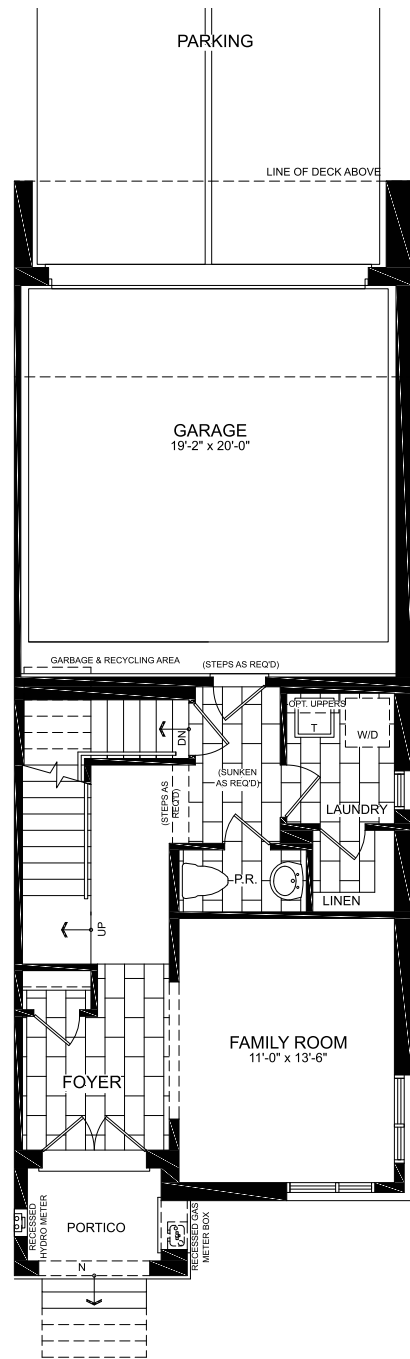 PARKING
LINE OF DECK ABOVE
GARAGE
19'-2" x 20'-0"
GARBAGE & RECYCLING AREA
(STEPS AS REQ'D)
OPT. UPPERS
T
W/D
DN
(SUNKEN
AS REQ'D)
(STEPS AS
REQ'D)
LAUNDRY
P.R.
LINEN
UP
FAMILY ROOM
11'-0" x 13'-6"
FOYER
RECESSED
HYDRO METER
PORTICO
RECESSED GAS
METER BOX
N